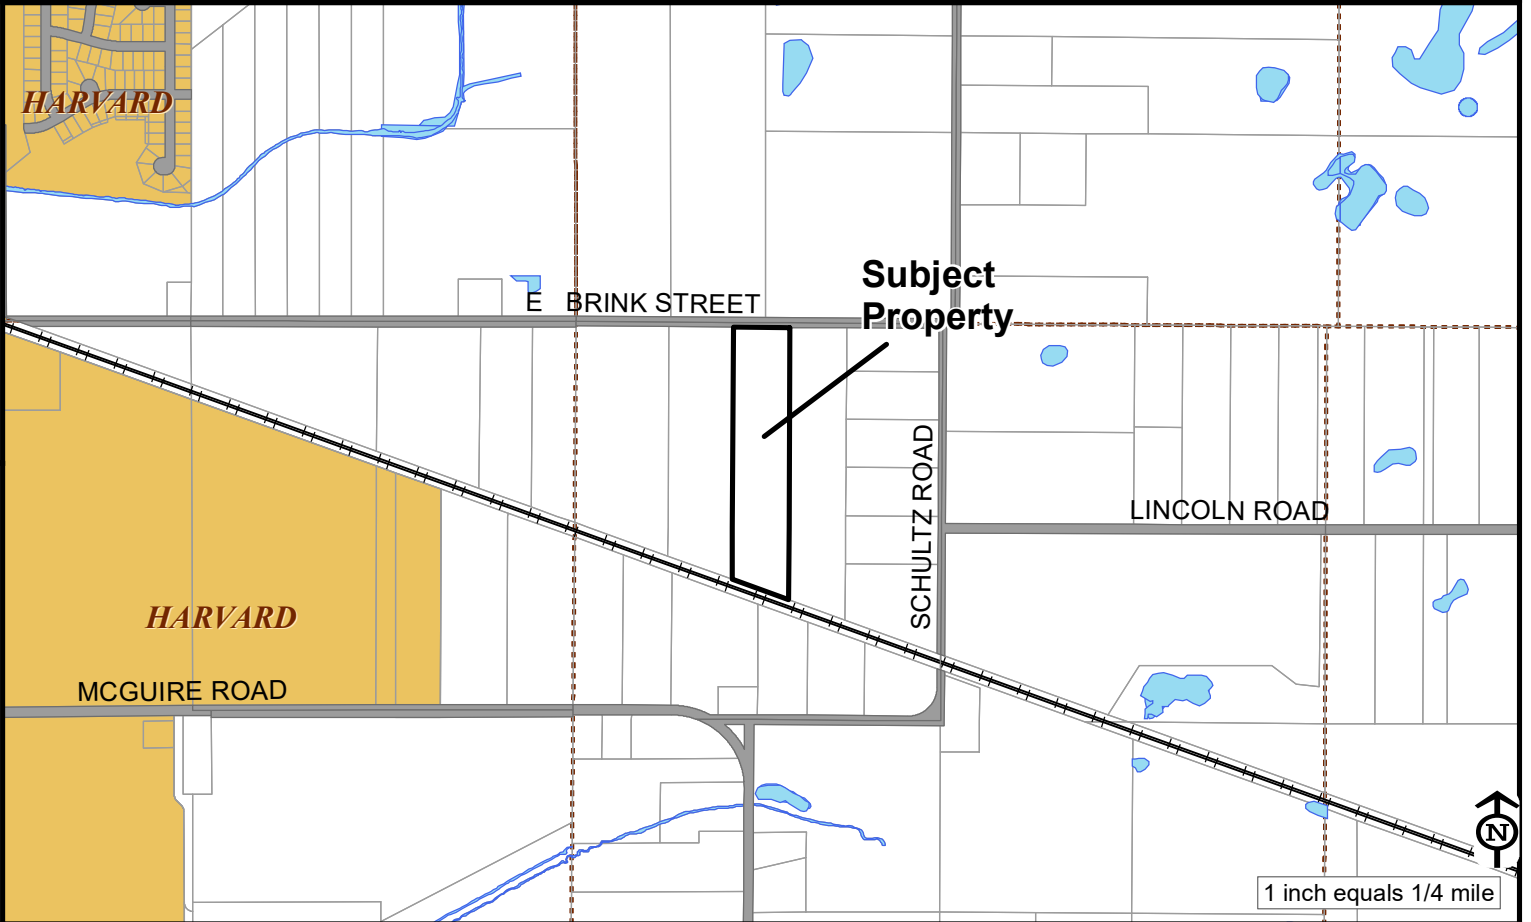 HARVARD
Subject
Property
E BRINK STREET
SCHULTZ ROAD
LINCOLN ROAD
HARVARD
MCGUIRE ROAD
N
1 inch equals 1/4 mile